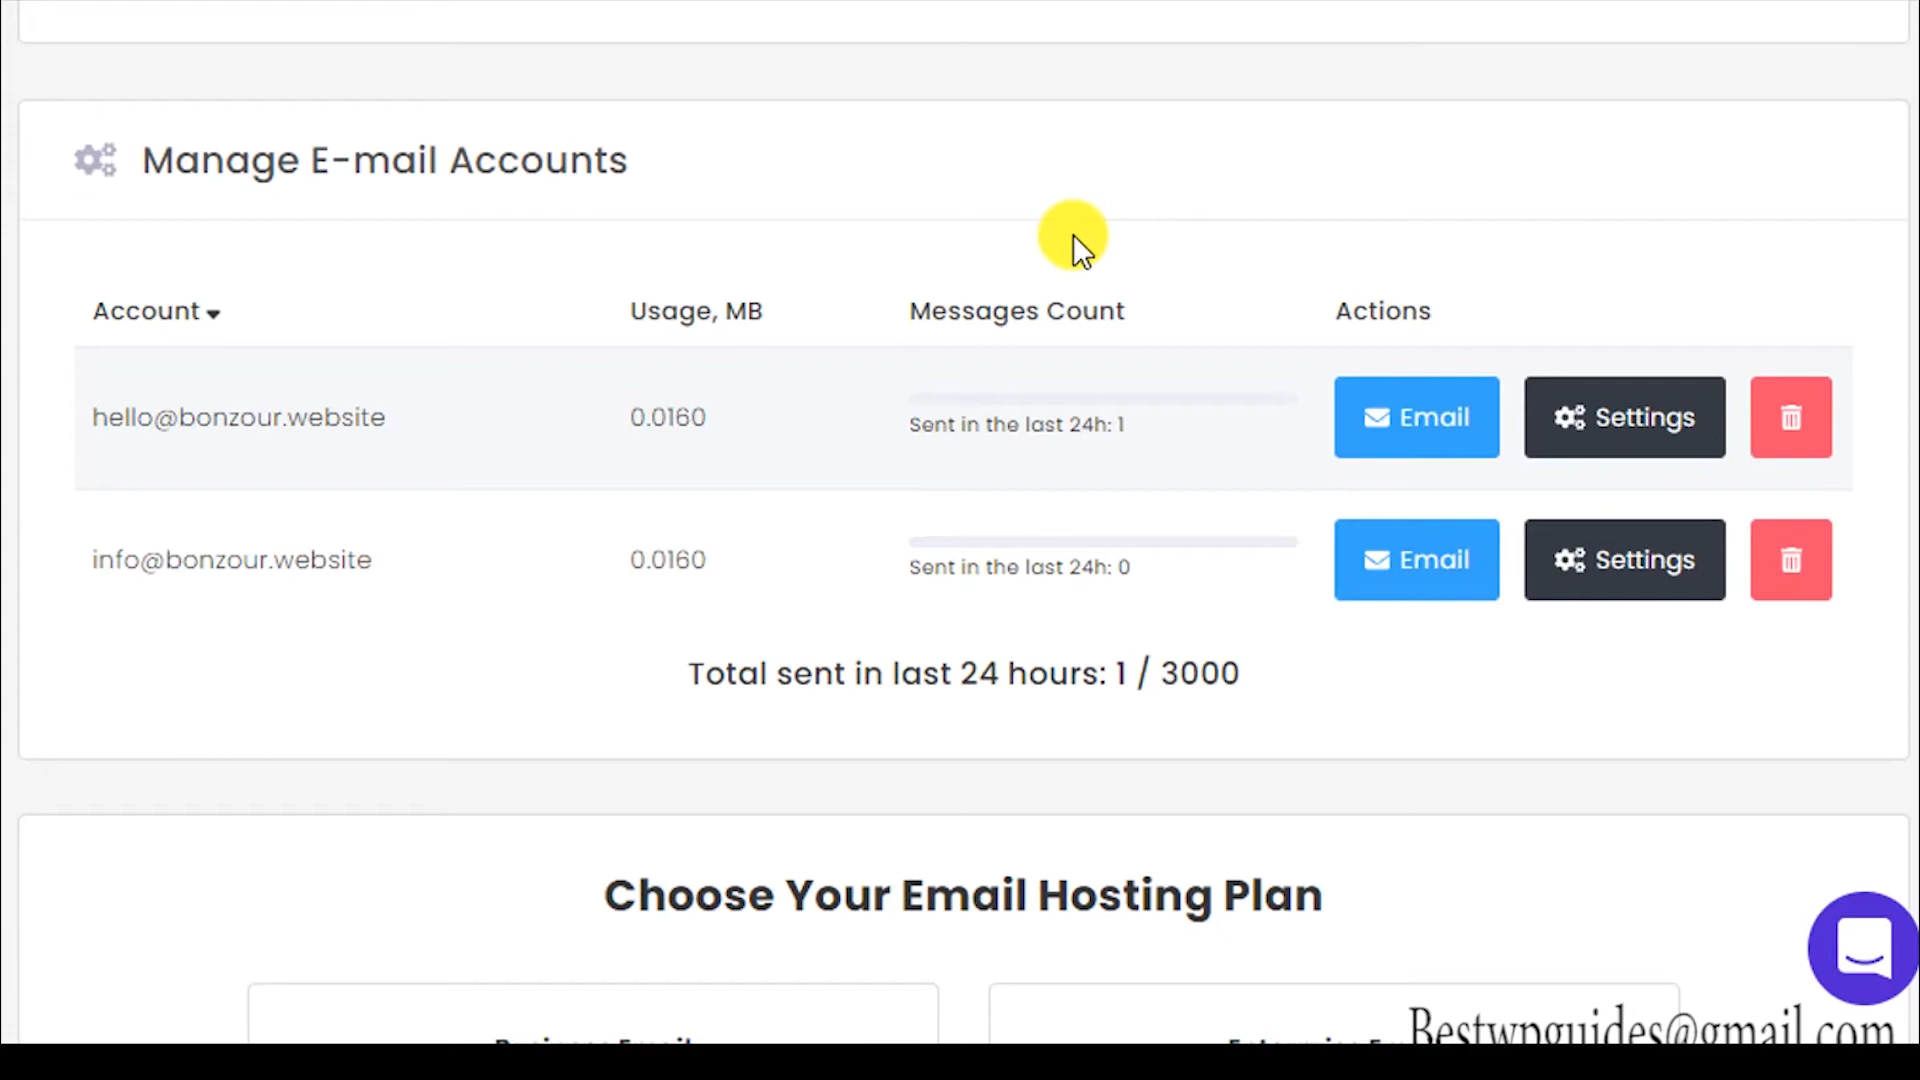 Manage E-mail Accounts
Account Usage, MB Messages Count Actions
hello@bonzour.website 0.0160 Sent in the last 24h: 1 Email Settings
info@bonzour.website 0.0160 Sent in the last 24h: 0 Email Settings
Total sent in last 24 hours: 1 / 3000
Choose Your Email Hosting Plan
Business Email
Bestwpguides@gmail.com